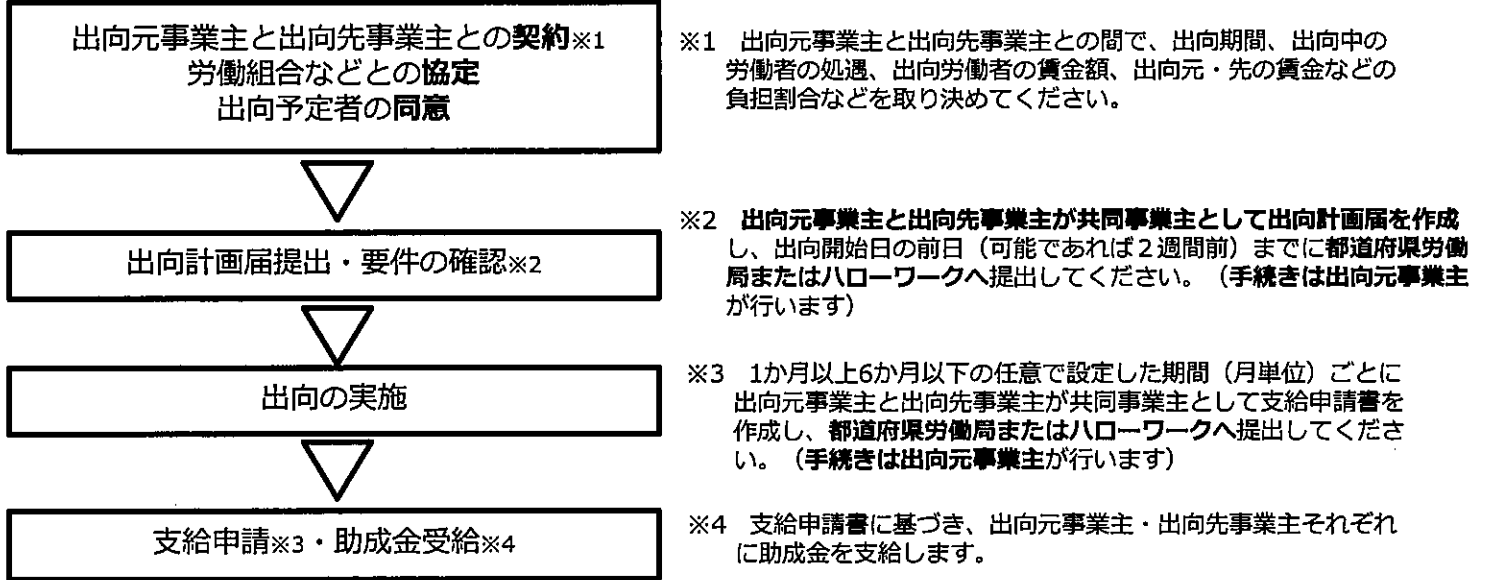 出向元事業主と出向先事業主との契約※1
労働組合などとの協定
出向予定者の同意
※1 出向元事業主と出向先事業主との間で、出向期間、出向中の
労働者の処遇、出向労働者の賃金額、出向元・先の賃金などの
負担割合などを取り決めてください。
出向計画届提出・要件の確認※2
※2 出向元事業主と出向先事業主が共同事業主として出向計画届を作成
し、出向開始日の前日（可能であれば２週間前）までに都道府県労働
局またはハローワークへ提出してください。（手続きは出向元事業主
が行います）
出向の実施
※3 1か月以上6か月以下の任意で設定した期間（月単位）ごとに
出向元事業主と出向先事業主が共同事業主として支給申請書を
作成し、都道府県労働局またはハローワークへ提出してくださ
い。（手続きは出向元事業主が行います）
支給申請※3・助成金受給※4
※4 支給申請書に基づき、出向元事業主・出向先事業主それぞれ
に助成金を支給します。